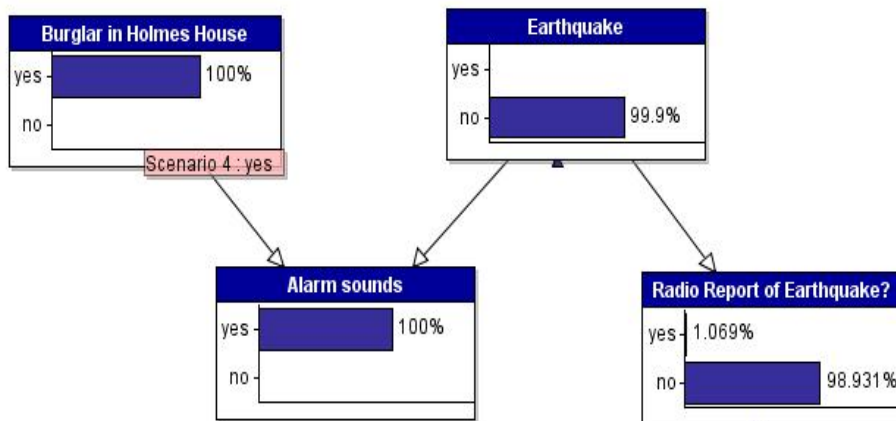 Burglar in Holmes House
yes
100%
no
Scenario 4 : yes
Earthquake
yes
no
99.9%
Alarm sounds
yes
100%
no
Radio Report of Earthquake?
yes
1.069%
no
98.931%